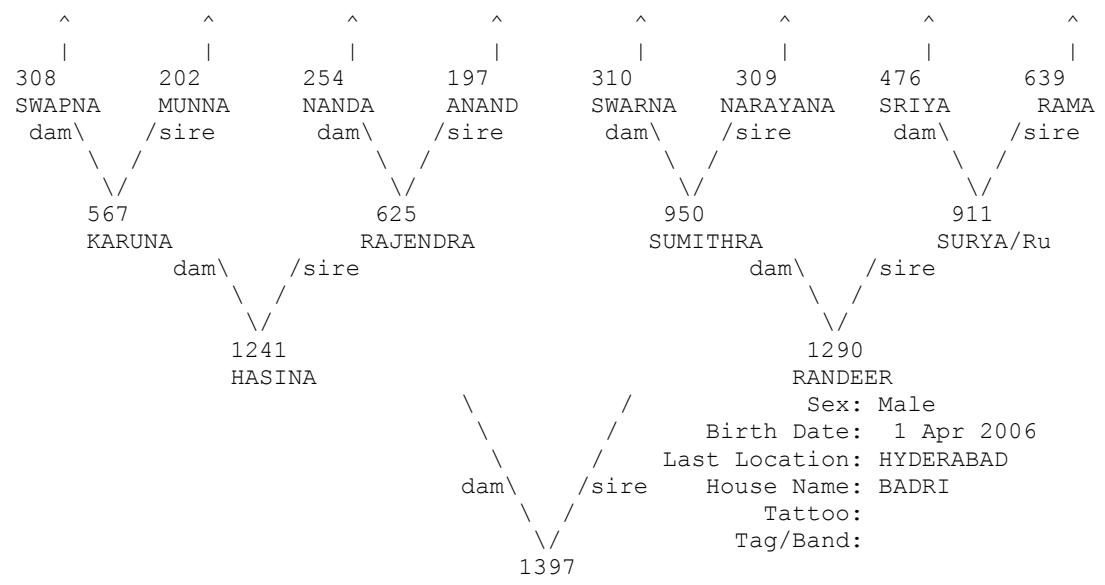 308 202 254 197 310 309 476 639
SWAPNA MUNNA NANDA ANAND SWARNA NARAYANA SRIYA RAMA
dam\ /sire dam\ /sire dam\ /sire dam\ /sire
567 625 950 911
KARUNA RAJENDRA SUMITHRA SURYA/Ru
dam\ /sire dam\ /sire
1241 1290
HASINA RANDEER
Sex: Male
Birth Date: 1 Apr 2006
Last Location: HYDERABAD
dam\ /sire House Name: BADRI
Tattoo:
Tag/Band:
1397